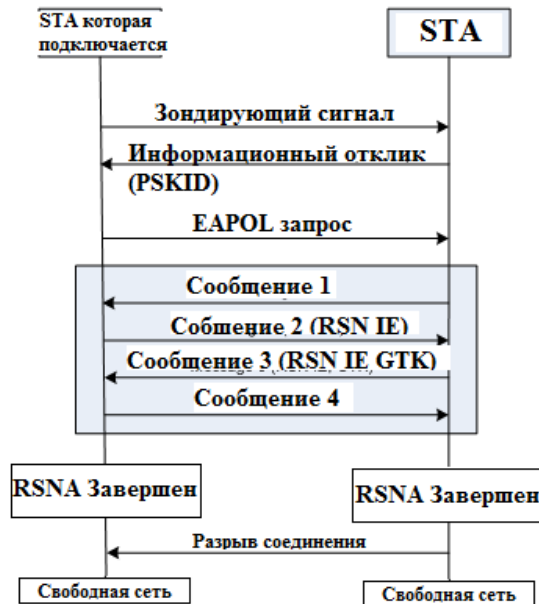 STA которая
подключается
STA
Зондирующий сигнал
Информационный отклик
(PSKID)
EAPOL запрос
Сообщение 1
Собшение 2 (RSN IE)
Сообщение 3 (RSN IE GTK)
Сообщение 4
RSNA Завершен
RSNA Завершен
Разрыв соединения
Свободная сеть
Свободная сеть